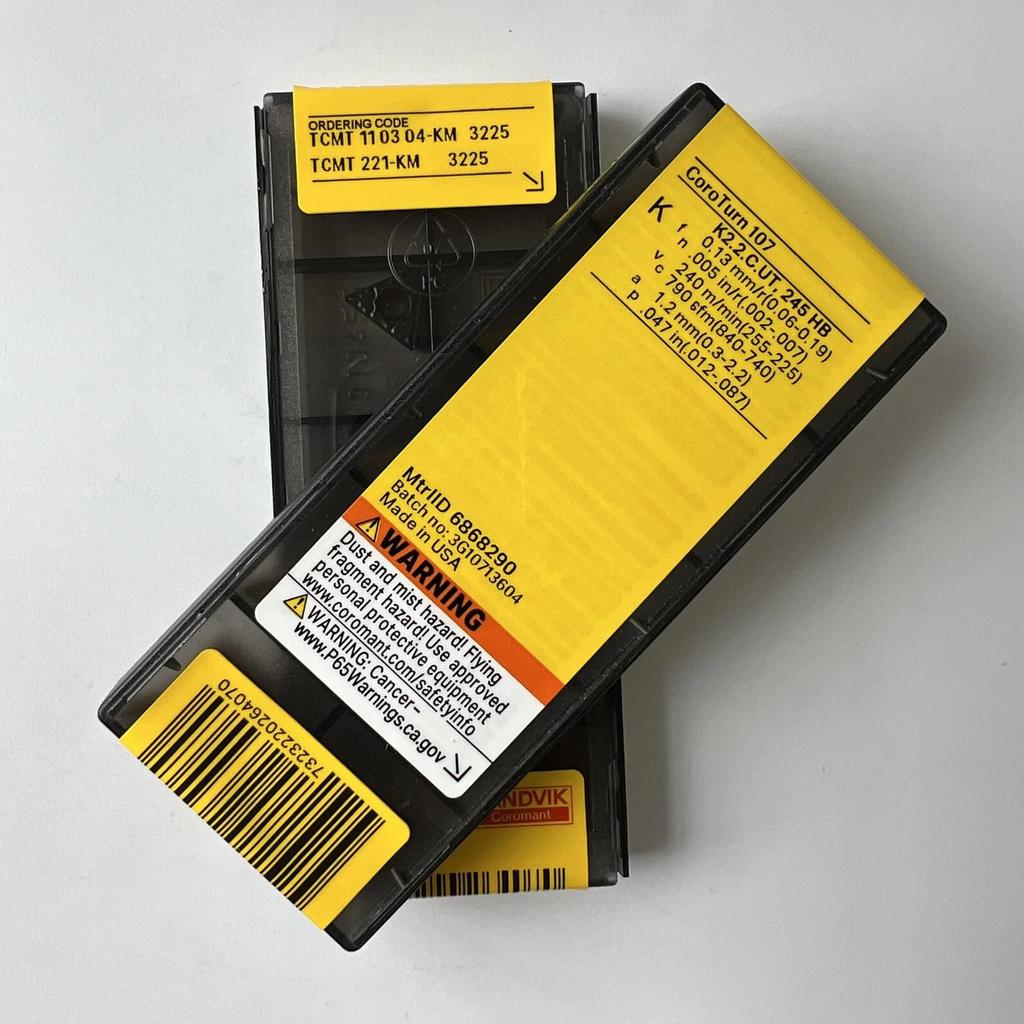 ORDERING CODE
TCMT 11 03 04-KM 3225
TCMT 221-KM 3225
PC
CoroTurn 107
K
K2.2.C.UT, 245 HB
f n 0.13 mm/r(0.06-0.19)
.005 in/r(.002-.007)
v c 240 m/min(255-225)
790 sfm(840-740)
a p 1.2 mm(0.3-2.2)
.047 in(.012-.087)
MtrlID 6868290
Batch no: 3G10713604
Made in USA
WARNING
Dust and mist hazard! Flying
fragment hazard! Use approved
personal protective equipment
www.coromant.com/safetyinfo
WARNING: Cancer-
www.P65Warnings.ca.gov
7323220264070
NDVIK
Coromant